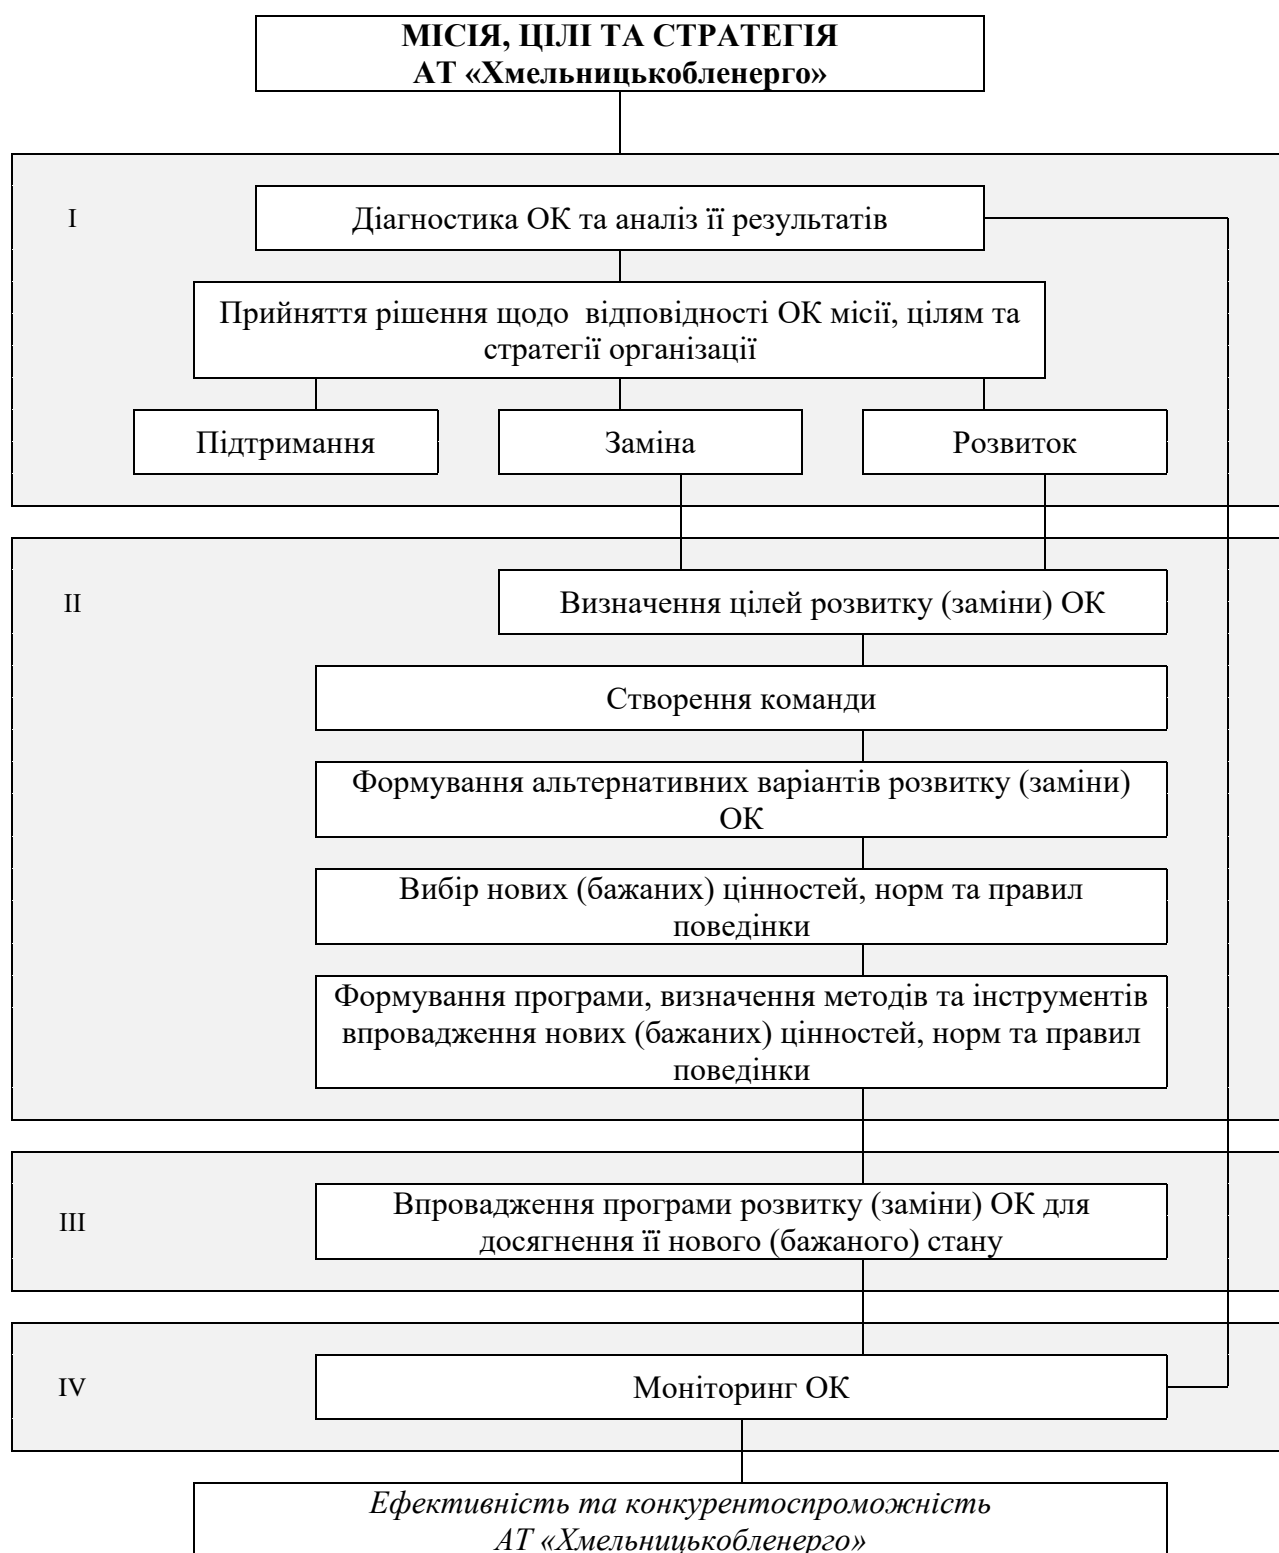 МІСІЯ, ЦІЛІ ТА СТРАТЕГІЯ
АТ «Хмельницькобленерго»
I
Діагностика ОК та аналіз її результатів
Прийняття рішення щодо відповідності ОК місії, цілям та
стратегії організації
Підтримання
Заміна
Розвиток
II
Визначення цілей розвитку (заміни) ОК
Створення команди
Формування альтернативних варіантів розвитку (заміни)
ОК
Вибір нових (бажаних) цінностей, норм та правил
поведінки
Формування програми, визначення методів та інструментів
впровадження нових (бажаних) цінностей, норм та правил
поведінки
III
Впровадження програми розвитку (заміни) ОК для
досягнення її нового (бажаного) стану
IV
Моніторинг ОК
Ефективність та конкурентоспроможність
АТ «Хмельницькобленерго»